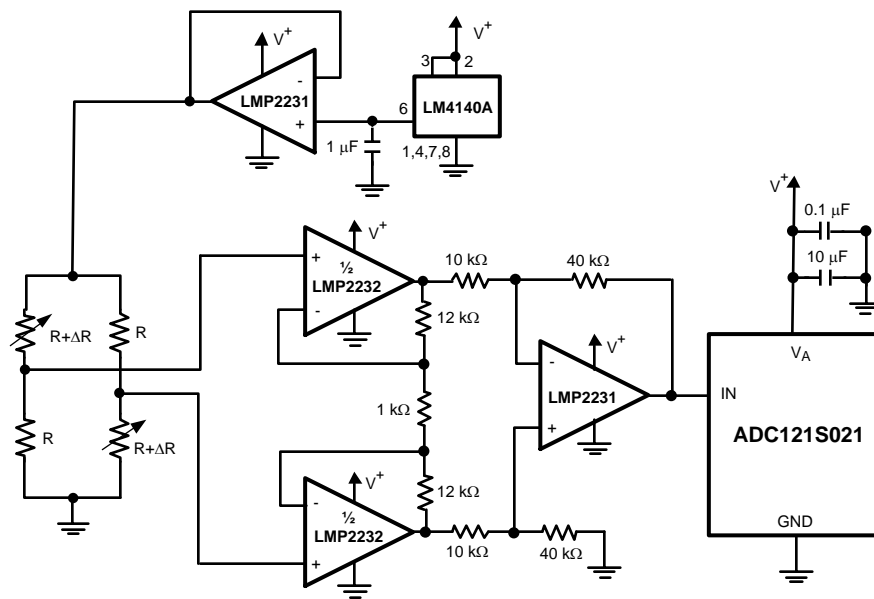 V+
V+
3
2
-
LMP2231
+
6
LM4140A
1 µF
1,4,7,8
V+
0.1 µF
10 µF
V+
+
½
LMP2232
-
10 kΩ
40 kΩ
12 kΩ
R+ΔR
R
V+
-
LMP2231
+
VA
IN
ADC121S021
GND
1 kΩ
R
R+ΔR
V+
-
½
LMP2232
+
12 kΩ
10 kΩ
40 kΩ